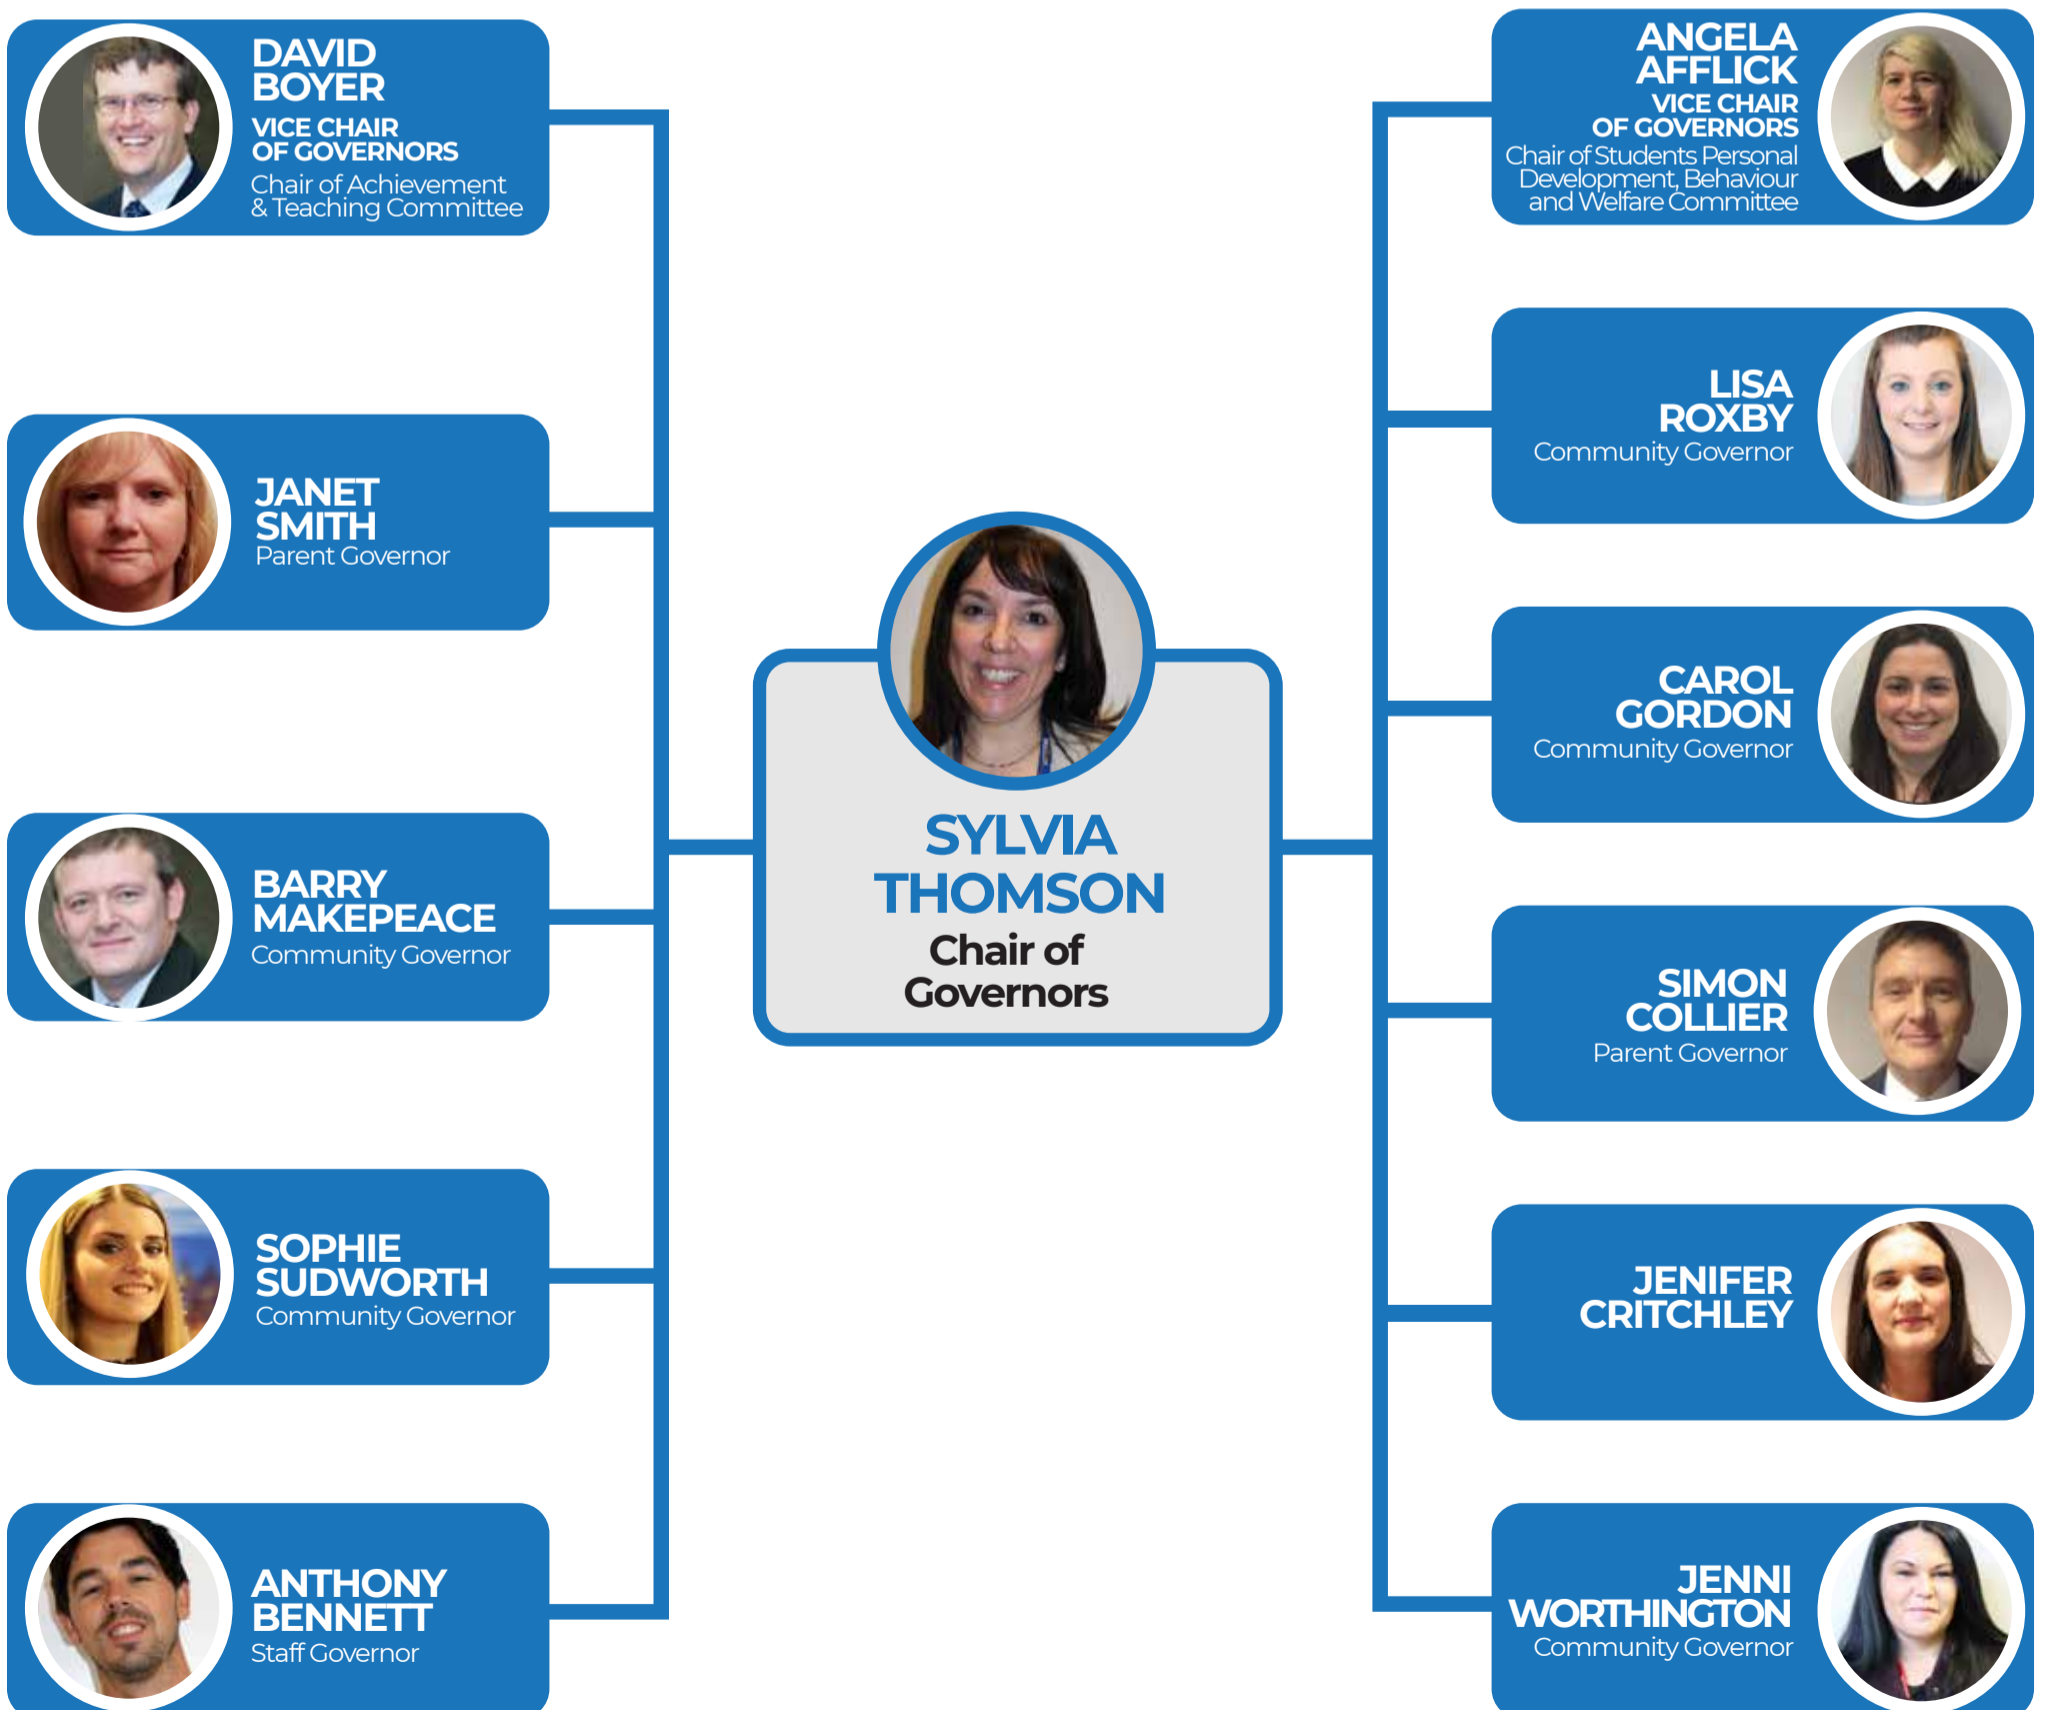 DAVID
BOYER
VICE CHAIR
OF GOVERNORS
Chair of Achievement
& Teaching Committee
JANET
SMITH
Parent Governor
BARRY
MAKEPEACE
Community Governor
SOPHIE
SUDWORTH
Community Governor
ANTHONY
BENNETT
Staff Governor
SYLVIA
THOMSON
Chair of
Governors
ANGELA
AFFLICK
VICE CHAIR
OF GOVERNORS
Chair of Students Personal
Development, Behaviour
and Welfare Committee
LISA
ROXBY
Community Governor
CAROL
GORDON
Community Governor
SIMON
COLLIER
Parent Governor
JENIFER
CRITCHLEY
JENNI
WORTHINGTON
Community Governor